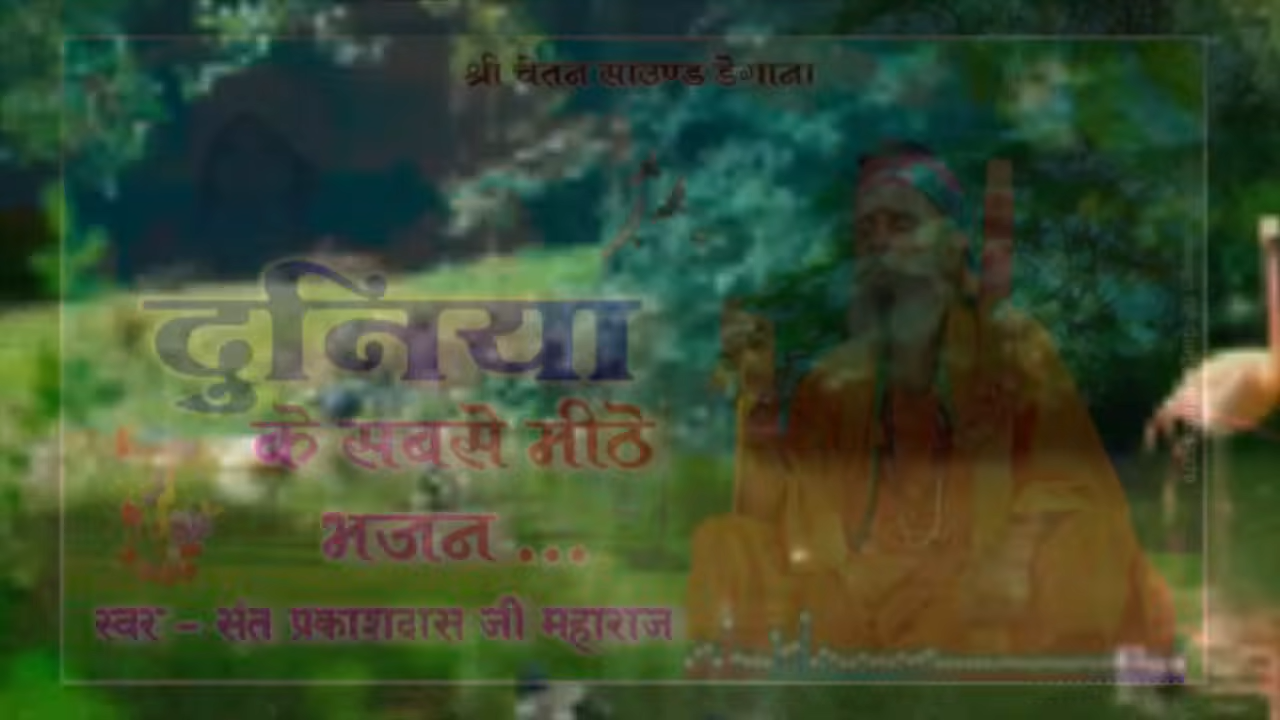 श्री चेतन साउण्ड डेगाना
दुनिया
के सबसे मीठे
भजन ...
स्वर - संत प्रकाशदास जी महाराज